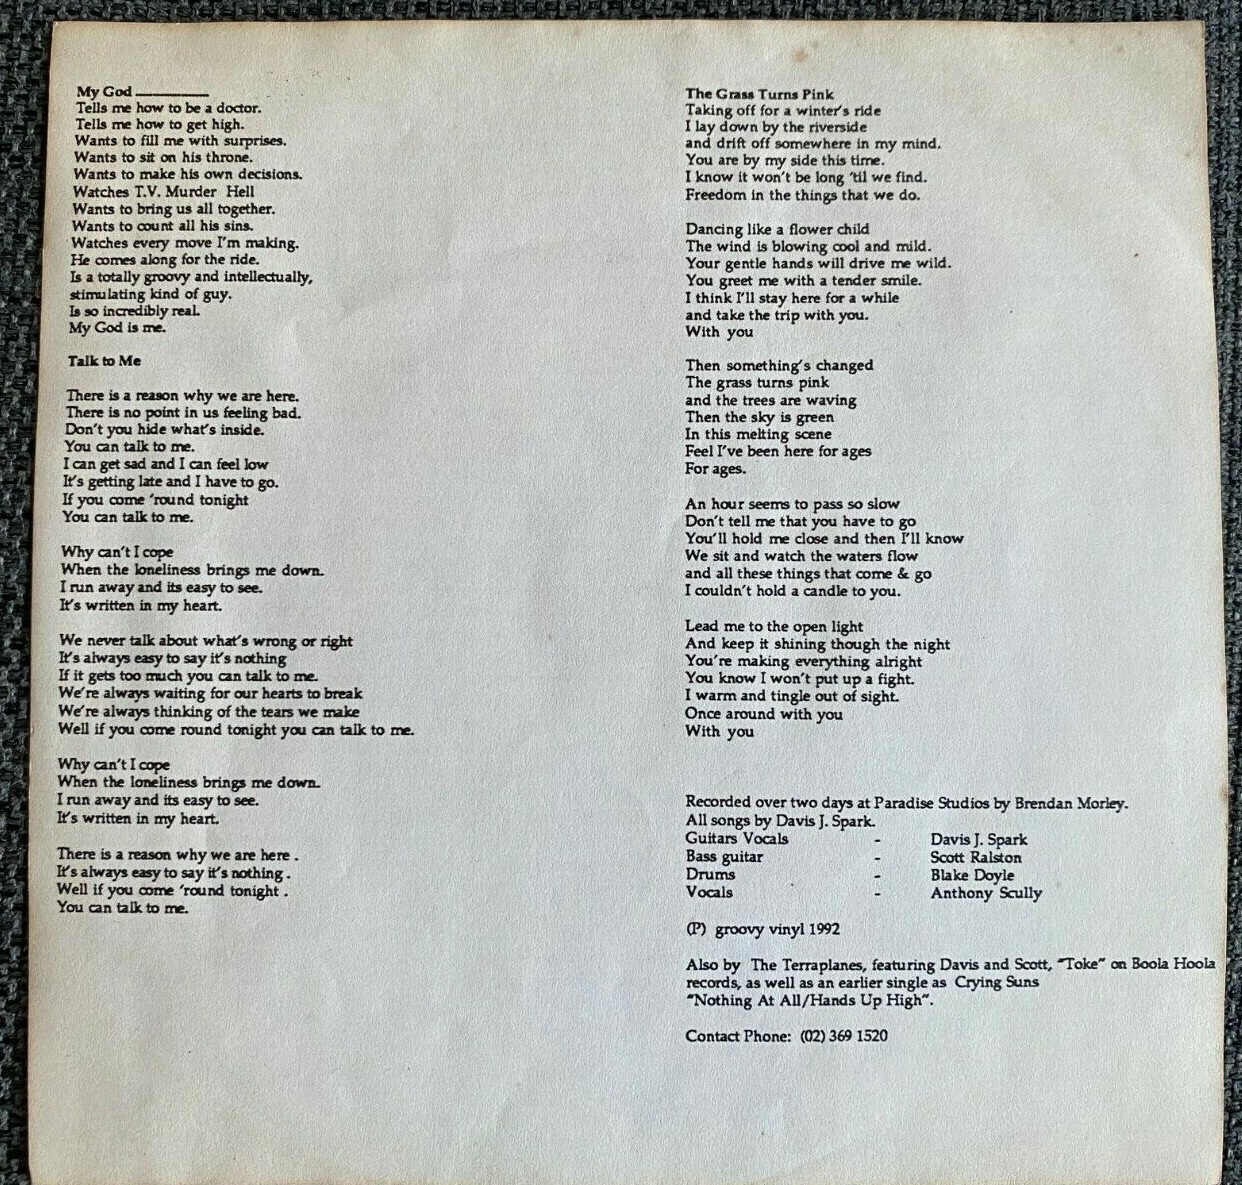 My God ________
Tells me how to be a doctor.
Tells me how to get high.
Wants to fill me with surprises.
Wants to sit on his throne.
Wants to make his own decisions.
Watches T.V. Murder Hell
Wants to bring us all together.
Wants to count all his sins.
Watches every move I'm making.
He comes along for the ride.
Is a totally groovy and intellectually,
stimulating kind of guy.
Is so incredibly real.
My God is me.

Talk to Me

There is a reason why we are here.
There is no point in us feeling bad.
Don't you hide what's inside.
You can talk to me.
I can get sad and I can feel low
It's getting late and I have to go.
If you come 'round tonight
You can talk to me.

Why can't I cope
When the loneliness brings me down.
I run away and its easy to see.
It's written in my heart.

We never talk about what's wrong or right
It's always easy to say it's nothing
If it gets too much you can talk to me.
We're always waiting for our hearts to break
We're always thinking of the tears we make
Well if you come round tonight you can talk to me.

Why can't I cope
When the loneliness brings me down.
I run away and its easy to see.
It's written in my heart.

There is a reason why we are here .
It's always easy to say it's nothing .
Well if you come 'round tonight .
You can talk to me.

The Grass Turns Pink
Taking off for a winter's ride
I lay down by the riverside
and drift off somewhere in my mind.
You are by my side this time.
I know it won't be long 'til we find.
Freedom in the things that we do.

Dancing like a flower child
The wind is blowing cool and mild.
Your gentle hands will drive me wild.
You greet me with a tender smile.
I think I'll stay here for a while
and take the trip with you.
With you

Then something's changed
The grass turns pink
and the trees are waving
Then the sky is green
In this melting scene
Feel I've been here for ages
For ages.

An hour seems to pass so slow
Don't tell me that you have to go
You'll hold me close and then I'll know
We sit and watch the waters flow
and all these things that come & go
I couldn't hold a candle to you.

Lead me to the open light
And keep it shining though the night
You're making everything alright
You know I won't put up a fight.
I warm and tingle out of sight.
Once around with you
With you

Recorded over two days at Paradise Studios by Brendan Morley.
All songs by Davis J. Spark.
Guitars Vocals - Davis J. Spark
Bass guitar - Scott Ralston
Drums - Blake Doyle
Vocals - Anthony Scully

(P) groovy vinyl 1992

Also by The Terraplanes, featuring Davis and Scott, "Toke" on Boola Hoola
records, as well as an earlier single as Crying Suns
"Nothing At All/Hands Up High".

Contact Phone: (02) 369 1520